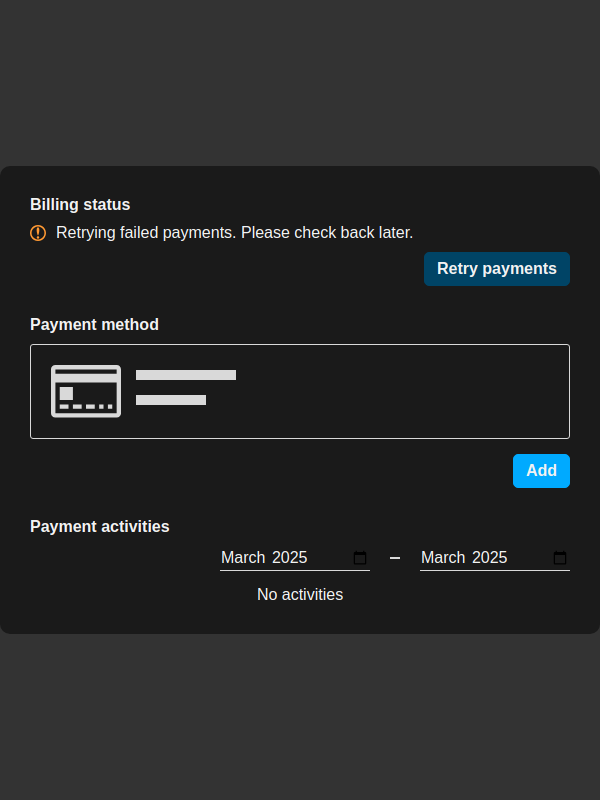 Billing status
Retrying failed payments. Please check back later.
Retry payments
Payment method
Add
Payment activities
March 2025 – March 2025
No activities